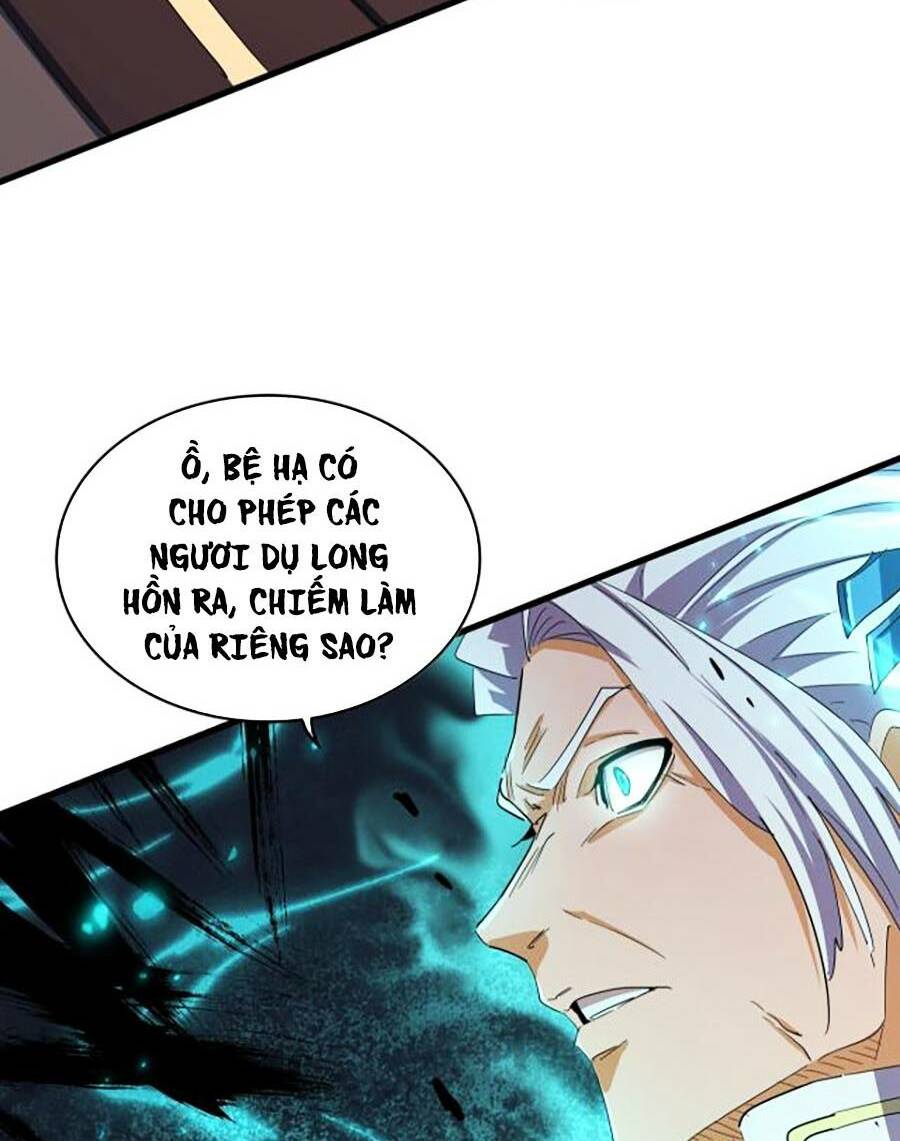 Ồ, BỆ HẠ CÓ
CHO PHÉP CÁC
NGƯƠI DỤ LONG
HỒN RA, CHIẾM LÀM
CỦA RIÊNG SAO?